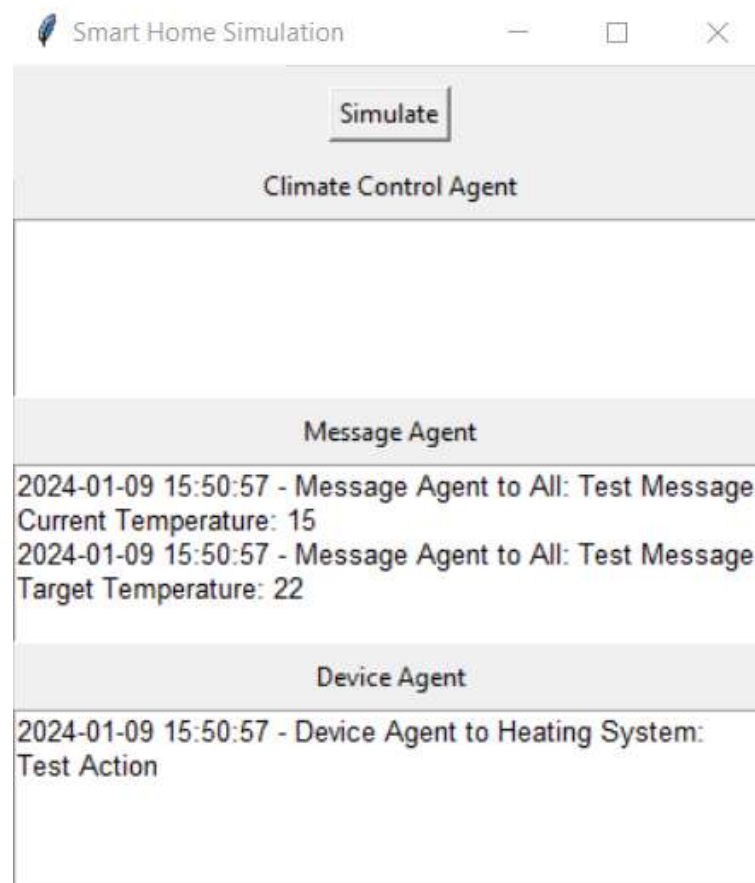 Smart Home Simulation
Simulate
Climate Control Agent
Message Agent
2024-01-09 15:50:57 - Message Agent to All: Test Message
Current Temperature: 15
2024-01-09 15:50:57 - Message Agent to All: Test Message
Target Temperature: 22
Device Agent
2024-01-09 15:50:57 - Device Agent to Heating System:
Test Action